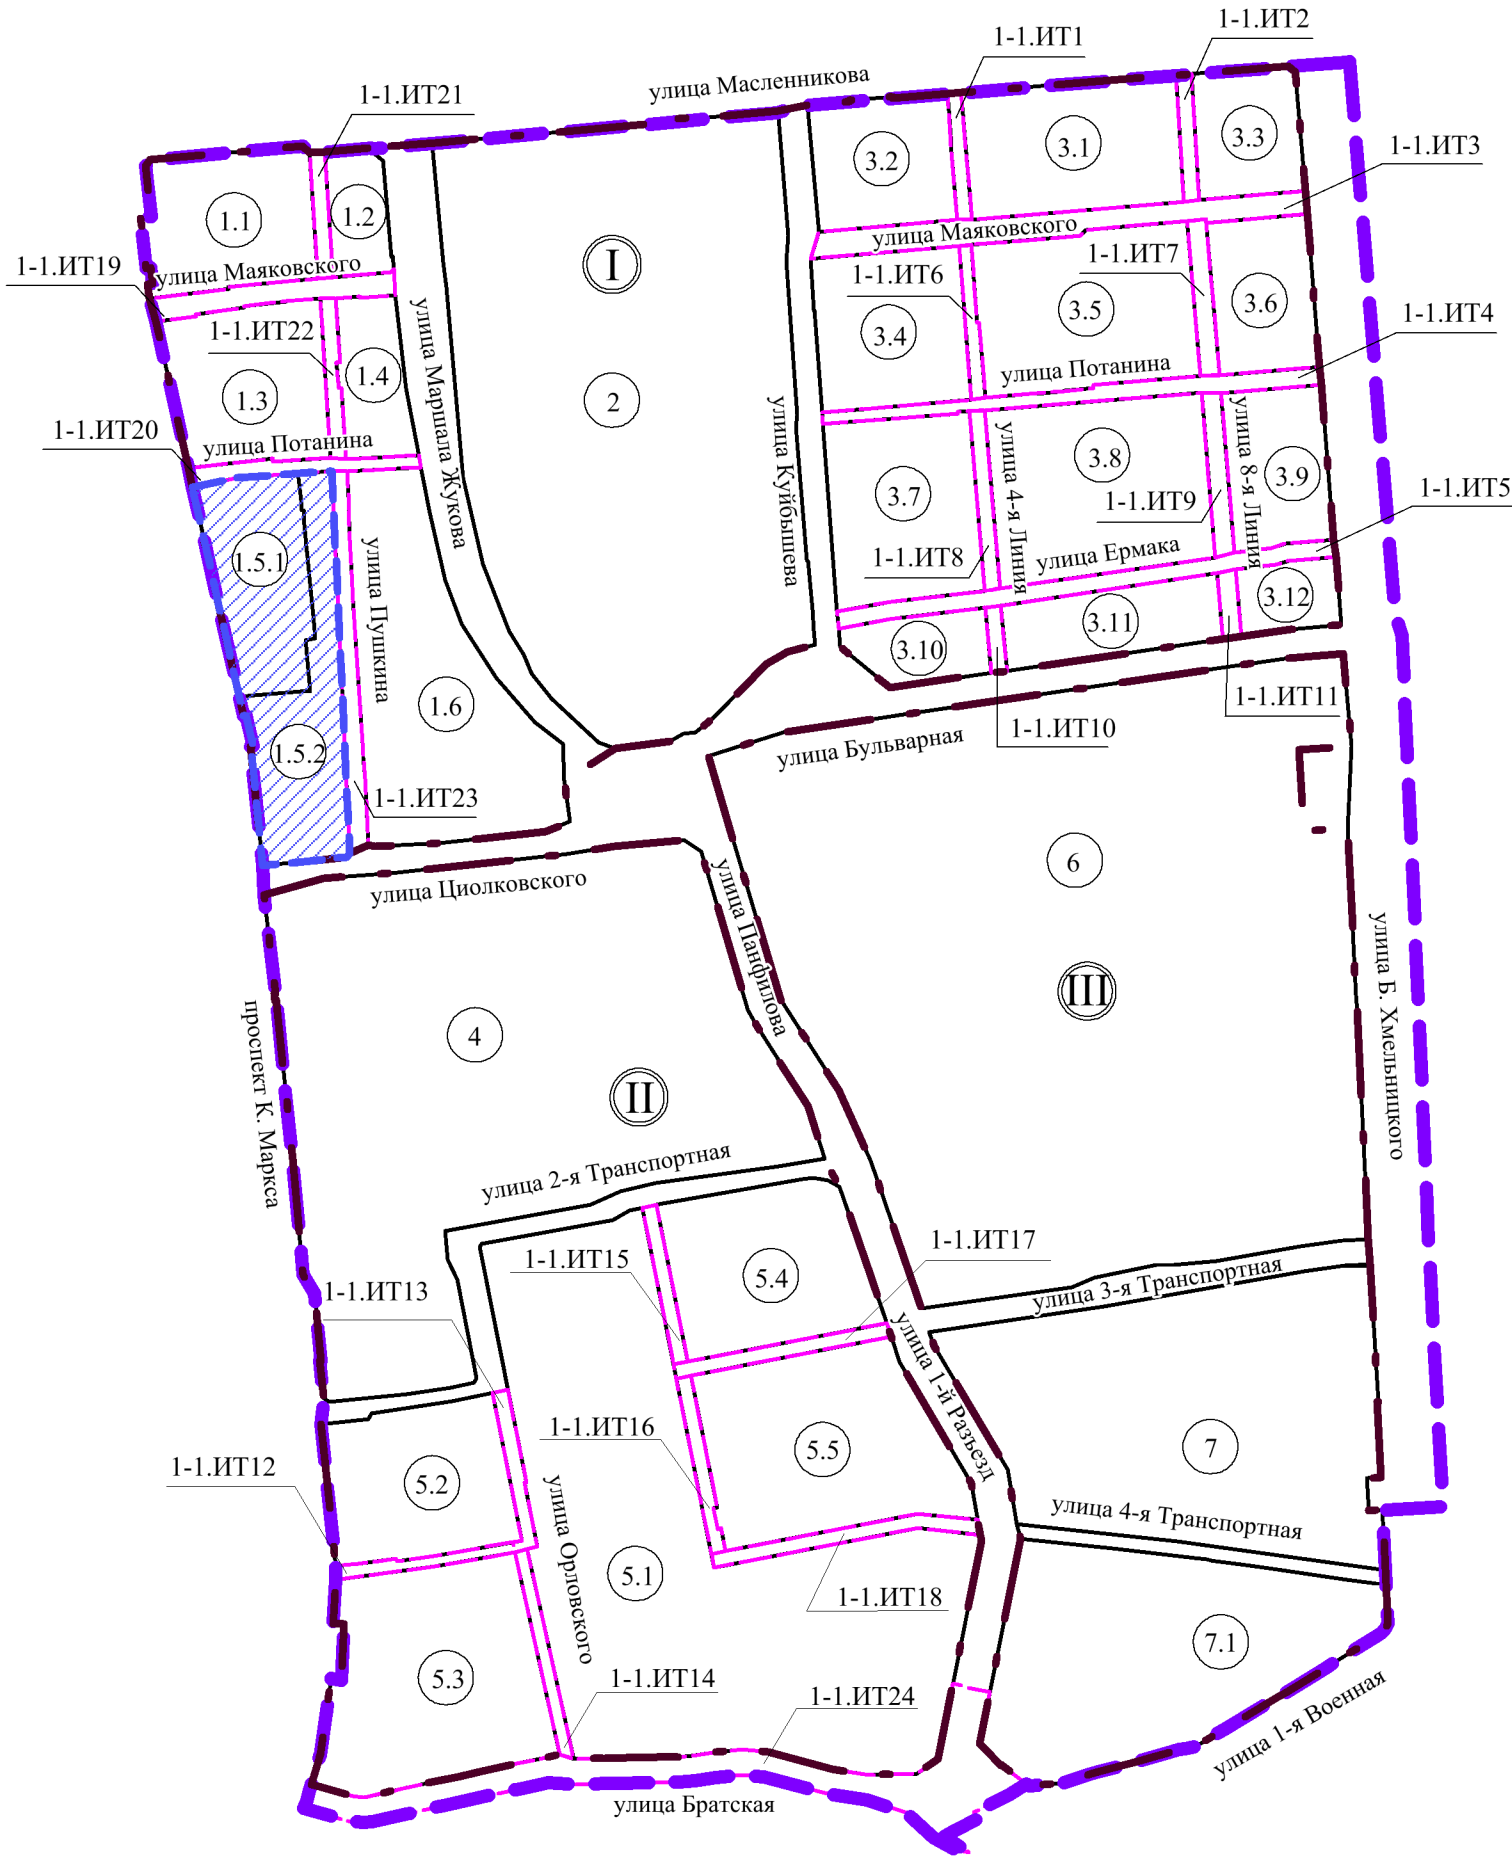 1-1.ИТ2
1-1.ИТ1
улица Масленникова
1-1.ИТ21
3.3
3.1
3.2
1-1.ИТ3
1.1
1.2
улица Маяковского
1-1.ИТ7
I
улица Маяковского
1-1.ИТ19
1-1.ИТ6
3.6
3.5
3.4
1-1.ИТ4
1-1.ИТ22
улица Маршала Жукова
улица Потанина
1.4
1.3
2
1-1.ИТ20
улица Потанина
улица Куйбышева
улица 4-я Линия
улица 8-я Линия
3.8
3.9
3.7
1-1.ИТ9
1-1.ИТ5
1-1.ИТ8
улица Ермака
1.5.1
улица Пушкина
3.12
3.11
3.10
1.6
1-1.ИТ11
1-1.ИТ10
1.5.2
улица Бульварная
1-1.ИТ23
6
улица Циолковского
улица Панфилова
улица Б. Хмельницкого
III
4
проспект К. Маркса
II
улица 2-я Транспортная
1-1.ИТ17
1-1.ИТ15
5.4
улица 3-я Транспортная
1-1.ИТ13
улица 1-й Разъезд
1-1.ИТ16
5.5
7
1-1.ИТ12
5.2
улица Орловского
улица 4-я Транспортная
5.1
1-1.ИТ18
7.1
5.3
1-1.ИТ14
1-1.ИТ24
улица 1-я Военная
улица Братская